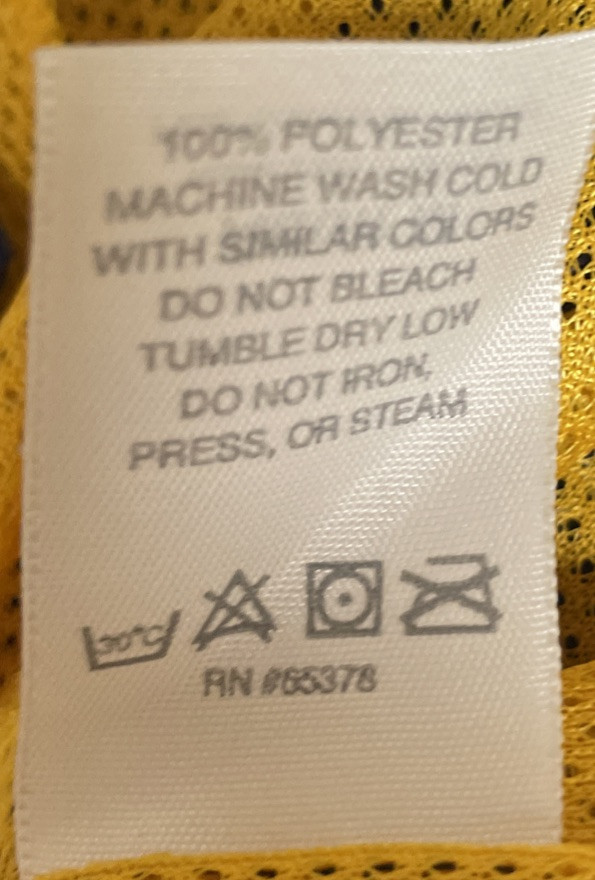 100% POLYESTER
MACHINE WASH COLD
WITH SIMILAR COLORS
DO NOT BLEACH
TUMBLE DRY LOW
DO NOT IRON,
PRESS, OR STEAM
30°C
RN #65378